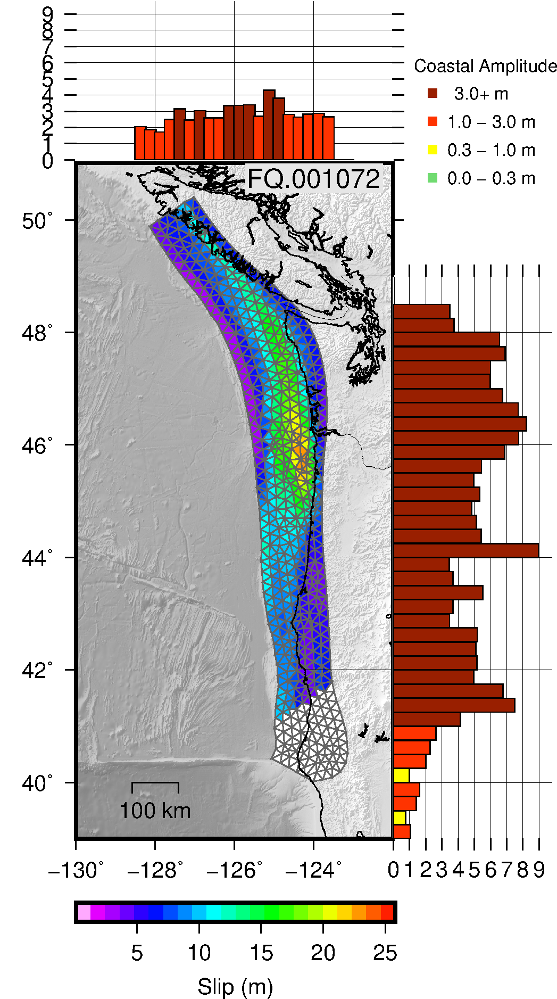 9
8
7
6
5
4
3
2
1
0
Coastal Amplitude
3.0+ m
1.0 − 3.0 m
0.3 − 1.0 m
0.0 − 0.3 m
FQ.001072
50°
48°
46°
44°
42°
40°
100 km
−130° −128° −126° −124°
0 1 2 3 4 5 6 7 8 9
5 10 15 20 25
Slip (m)